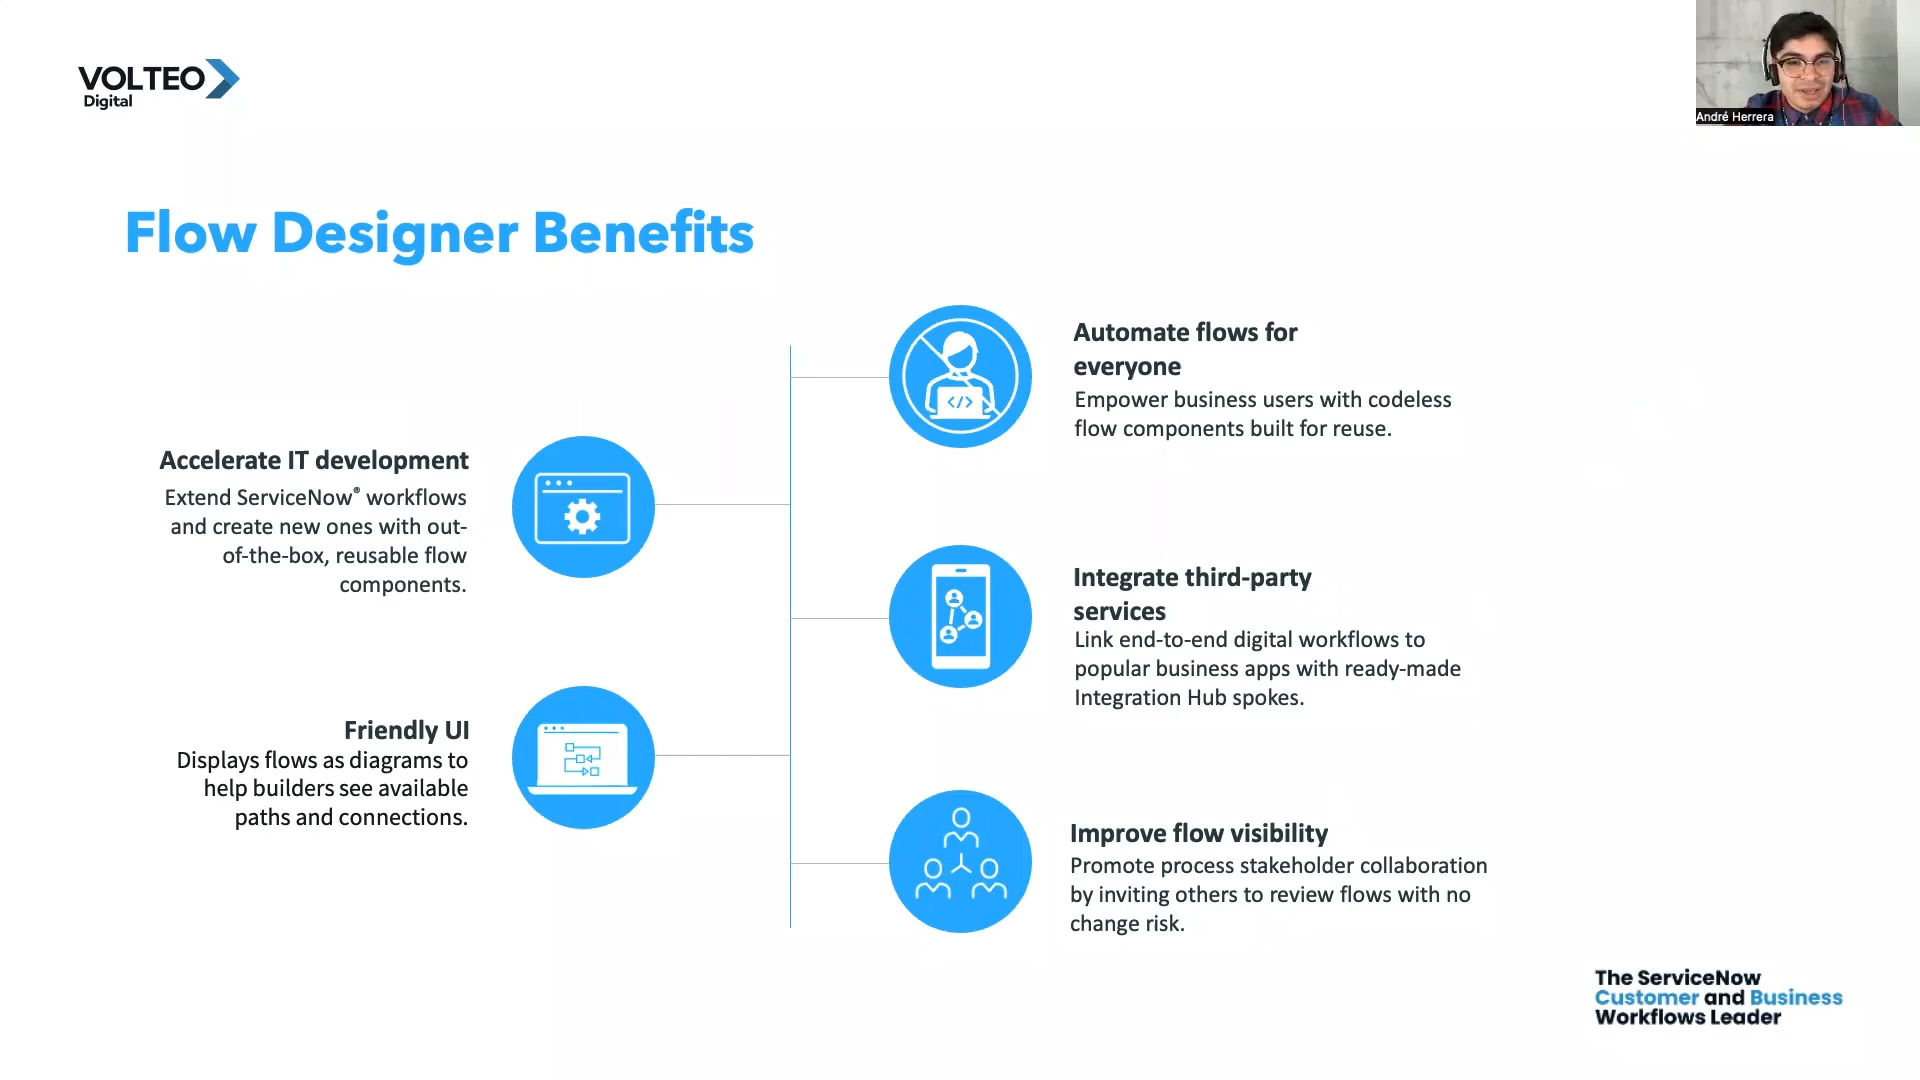 VOLTEO
Digital
André Herrera
Flow Designer Benefits
Accelerate IT development
Extend ServiceNow® workflows
and create new ones with out-
of-the-box, reusable flow
components.
Friendly UI
Displays flows as diagrams to
help builders see available
paths and connections.
Automate flows for
everyone
Empower business users with codeless
flow components built for reuse.
</>
Integrate third-party
services
Link end-to-end digital workflows to
popular business apps with ready-made
Integration Hub spokes.
Improve flow visibility
Promote process stakeholder collaboration
by inviting others to review flows with no
change risk.
The ServiceNow
Customer and Business
Workflows Leader